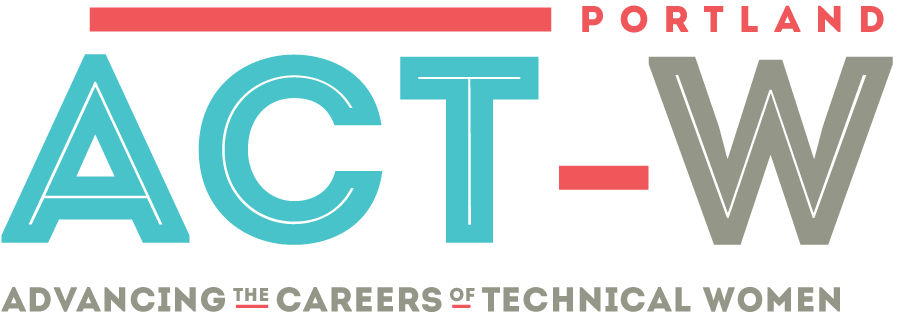 PORTLAND
ACT-W
ADVANCING THE CAREERS OF TECHNICAL WOMEN